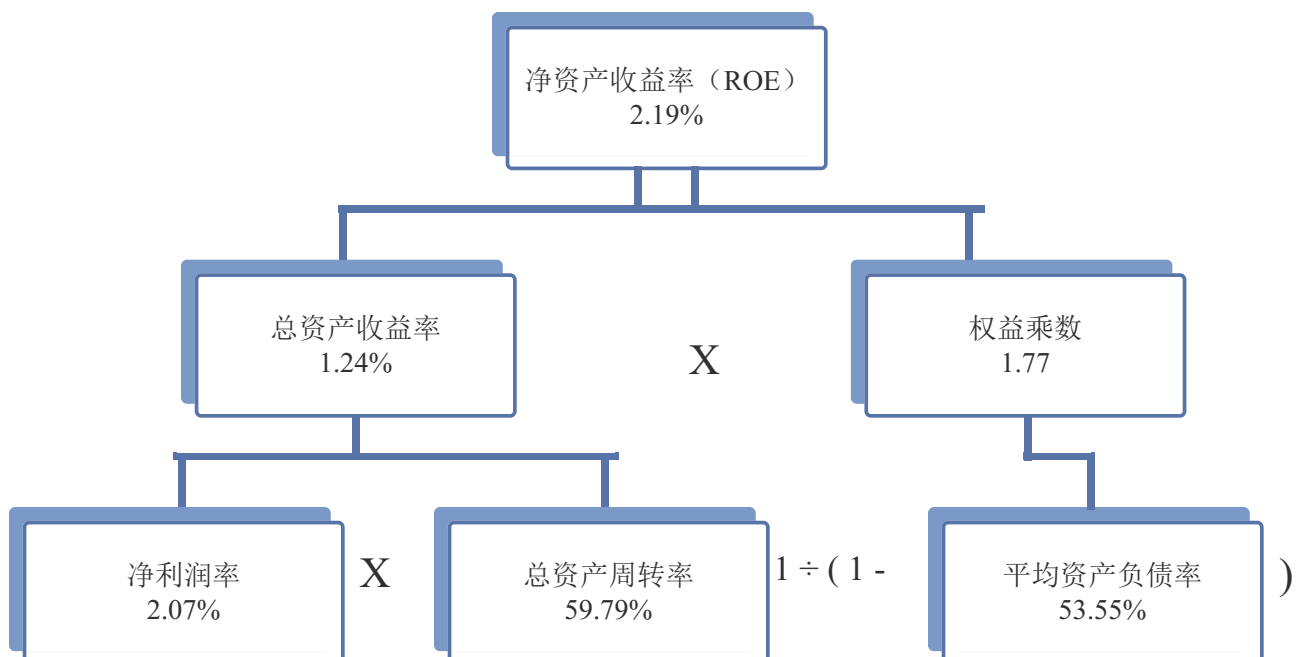 净资产收益率（ROE）
2.19%
总资产收益率
1.24%
X
权益乘数
1.77
净利润率
2.07%
X
总资产周转率
59.79%
1 ÷ ( 1 -
平均资产负债率
53.55%
)